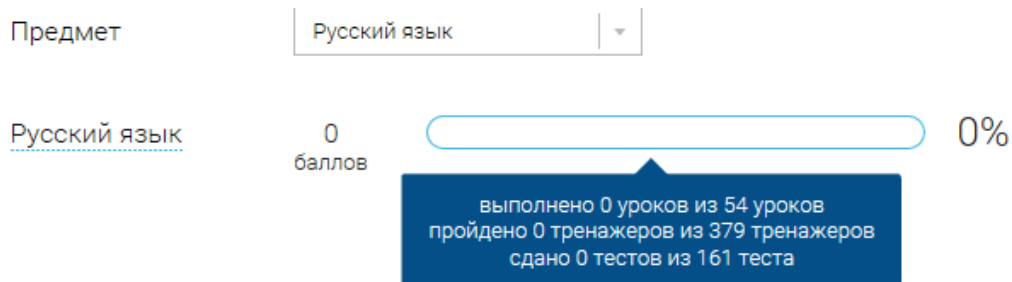 Предмет
Русский язык
Русский язык
0
баллов
0%
выполнено 0 уроков из 54 уроков
пройдено 0 тренажеров из 379 тренажеров
сдано 0 тестов из 161 теста